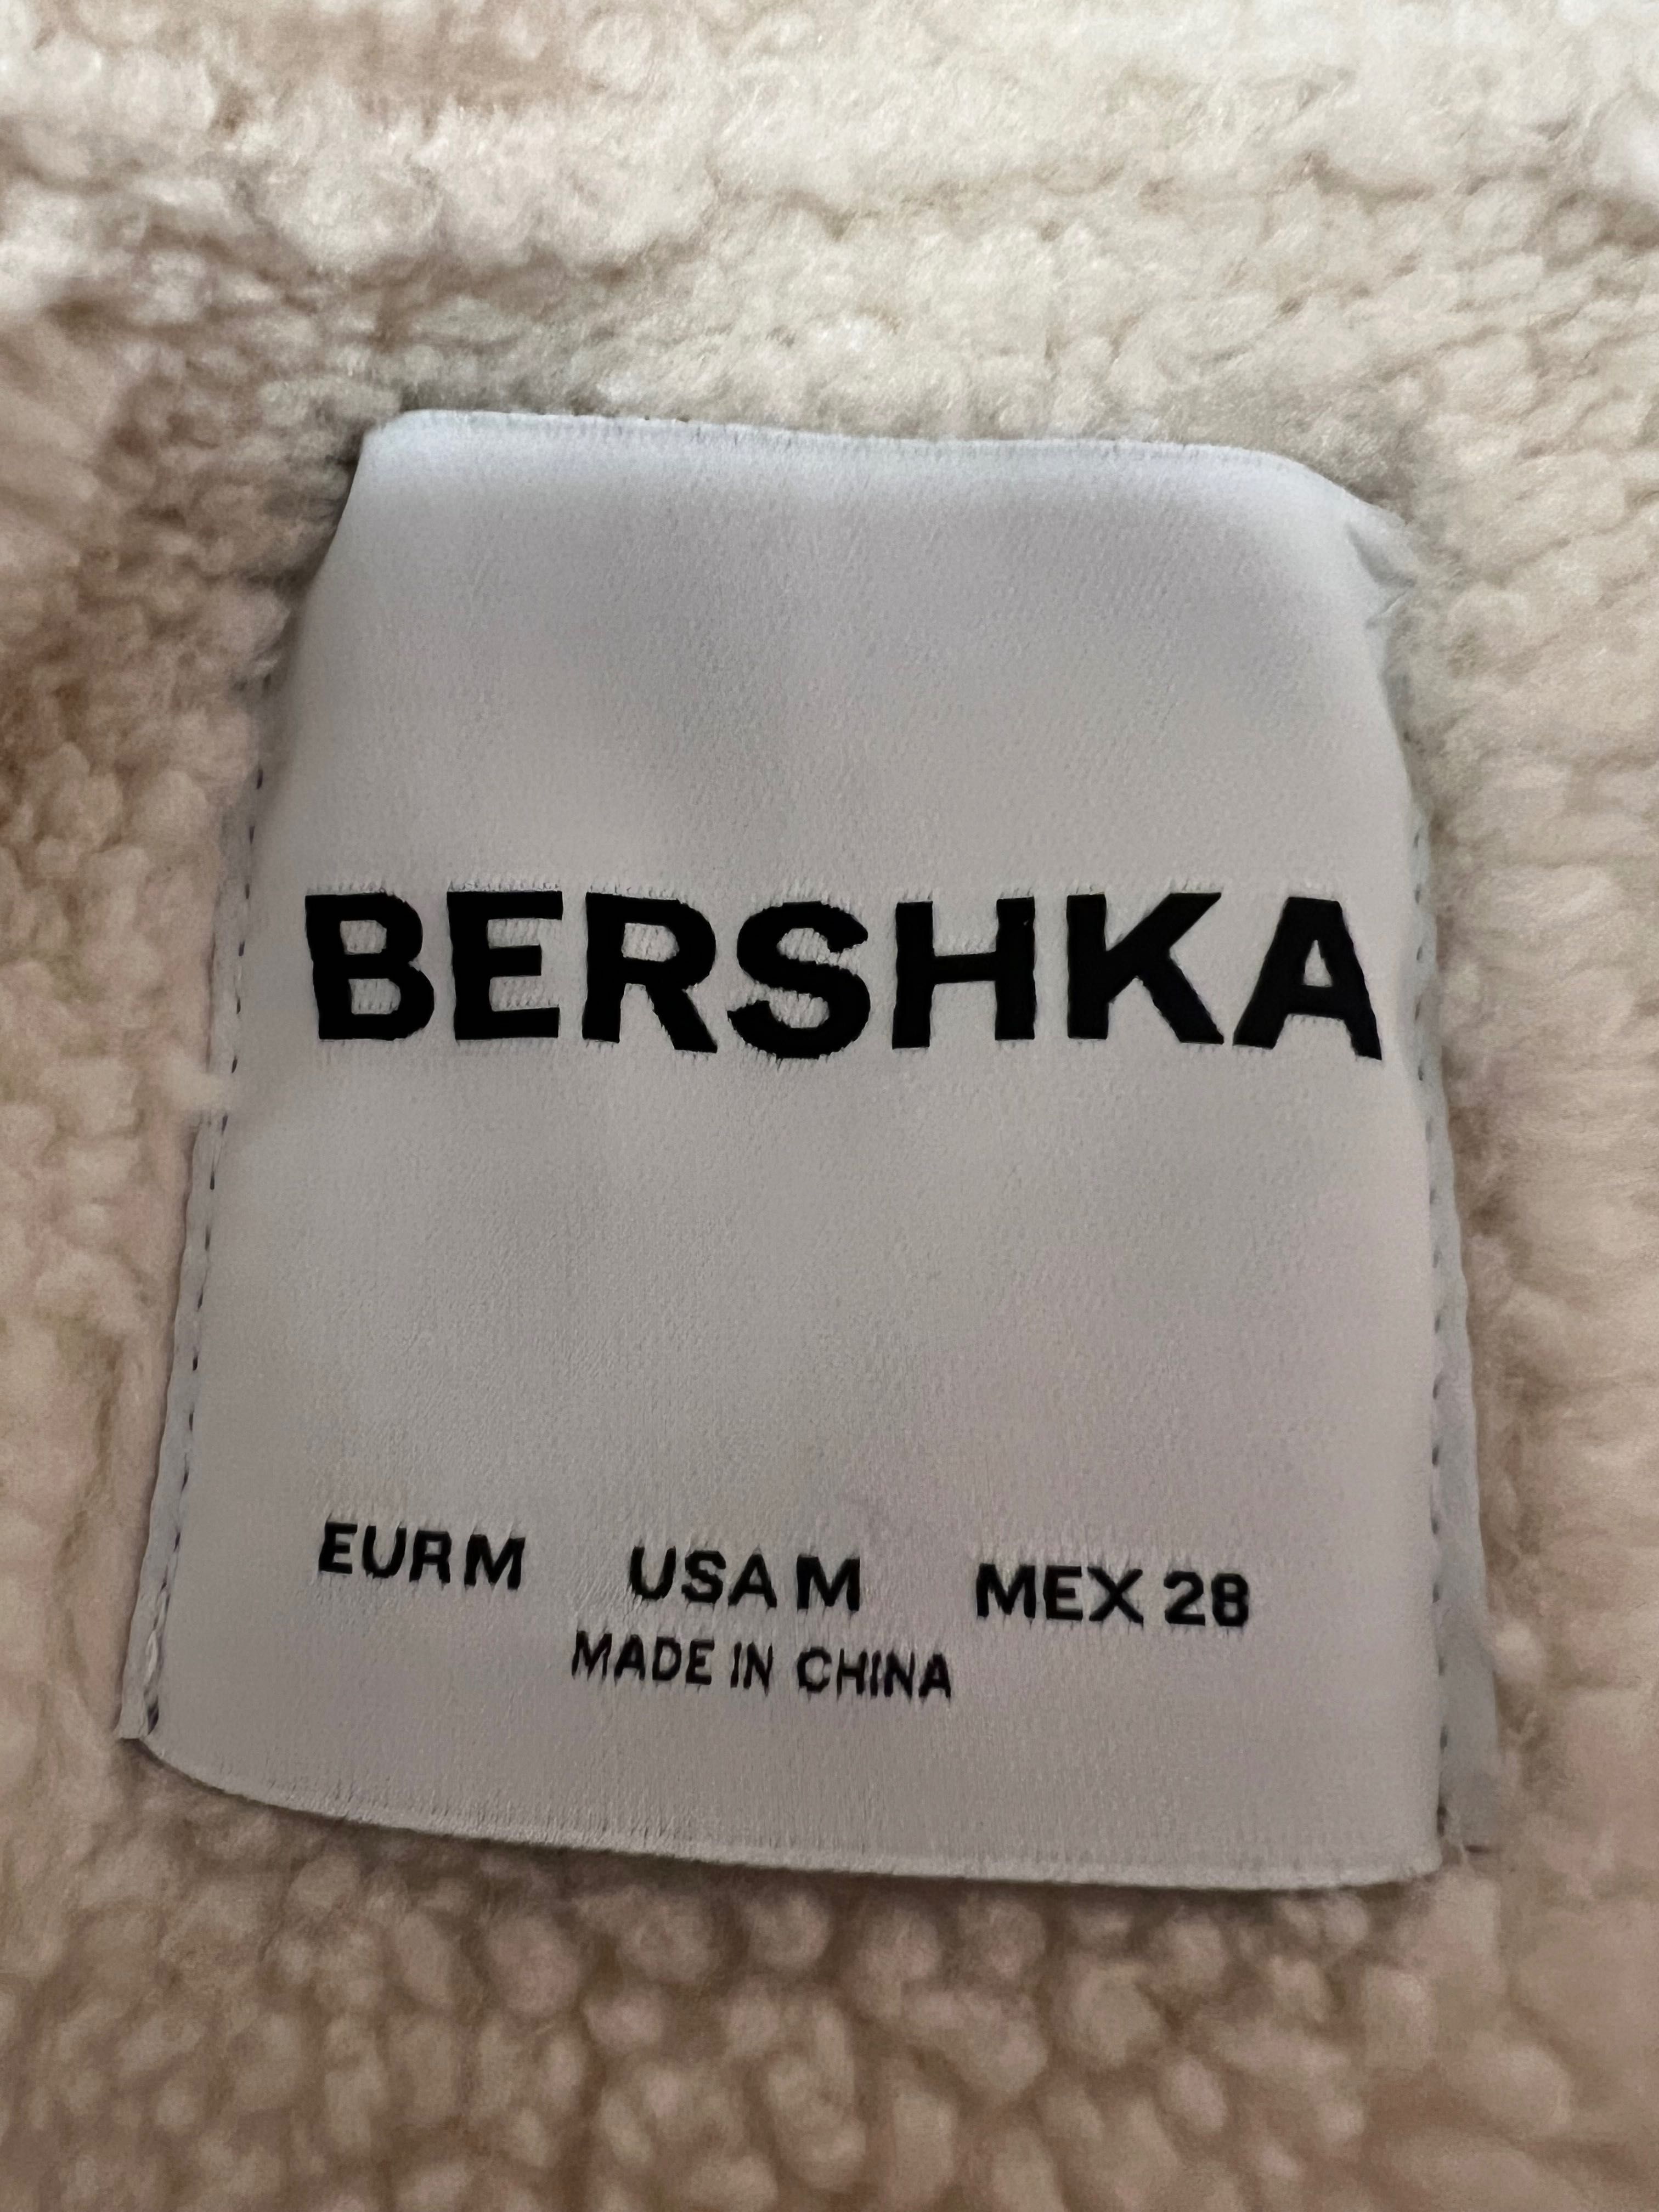 BERSHKA
EUR M USA M MEX 28
MADE IN CHINA